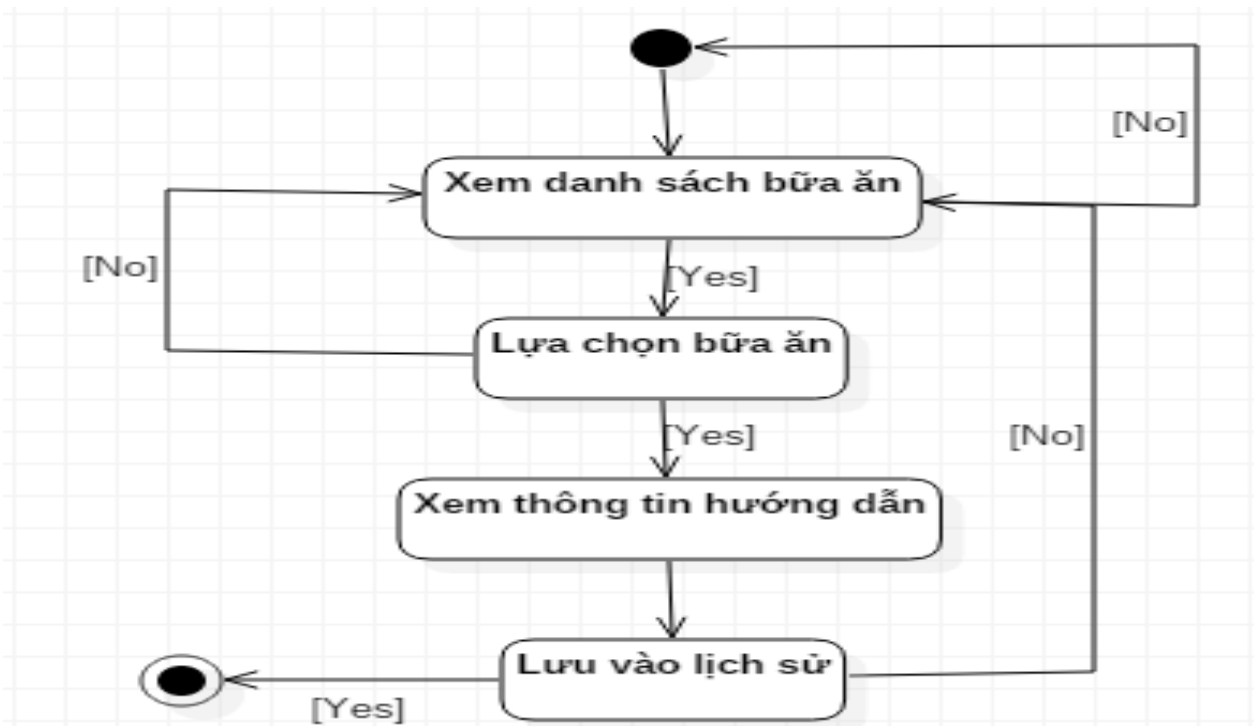 [No]
Xem danh sách bữa ăn
[No]
[Yes]
Lựa chọn bữa ăn
[Yes]
[No]
Xem thông tin hướng dẫn
Lưu vào lịch sử
[Yes]